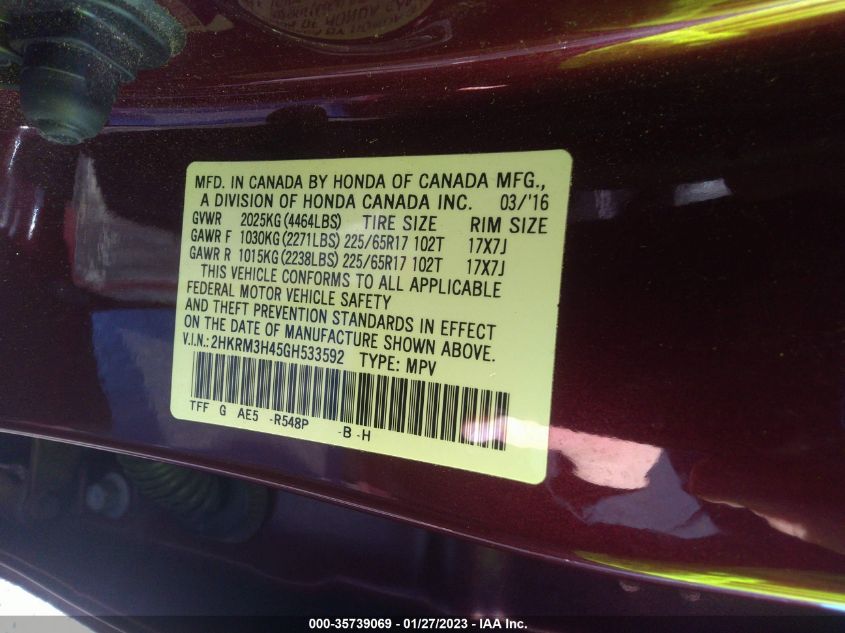 MFD. IN CANADA BY HONDA OF CANADA MFG.,
A DIVISION OF HONDA CANADA INC. 03/'16
GVWR 2025KG(4464LBS) TIRE SIZE RIM SIZE
GAWR F 1030KG(2271LBS) 225/65R17 102T 17X7J
GAWR R 1015KG(2238LBS) 225/65R17 102T 17X7J
THIS VEHICLE CONFORMS TO ALL APPLICABLE
FEDERAL MOTOR VEHICLE SAFETY
AND THEFT PREVENTION STANDARDS IN EFFECT
ON THE DATE OF MANUFACTURE SHOWN ABOVE.
V.I.N.: 2HKRM3H45GH533592 TYPE: MPV
TFF G AE5 -R548P -B -H
000-35739069 - 01/27/2023 - IAA Inc.